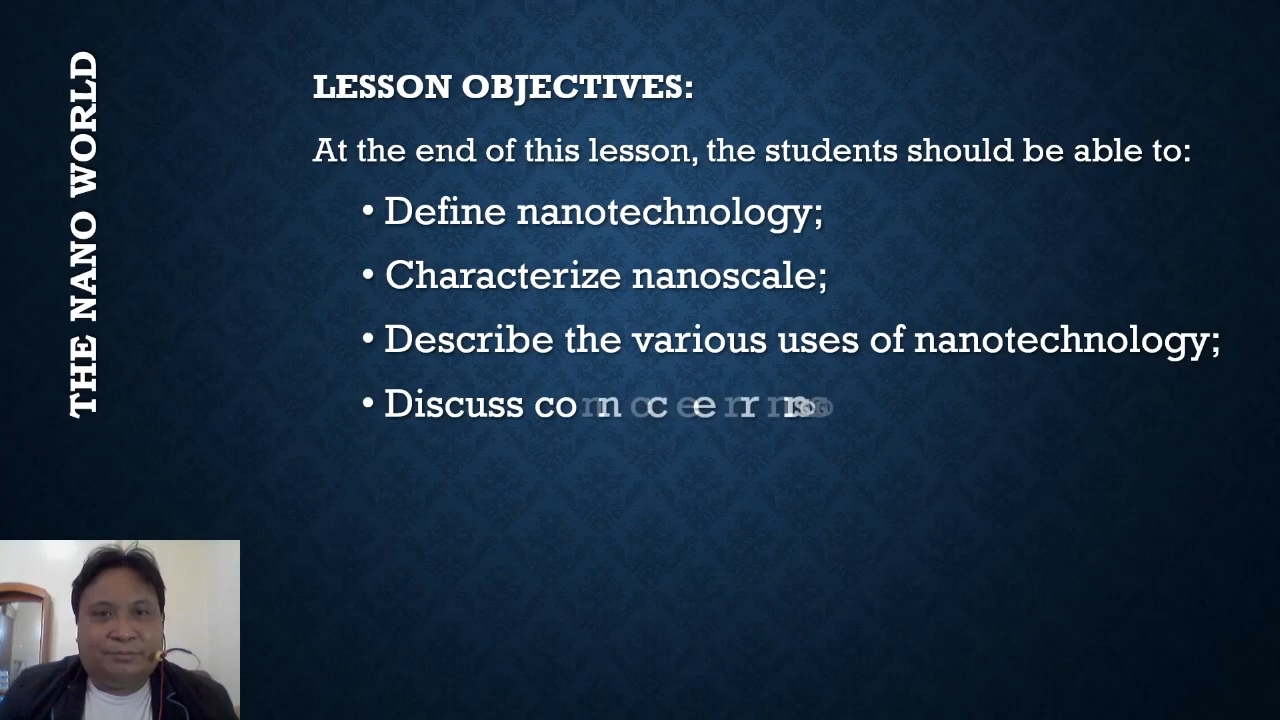 THE NANO WORLD
LESSON OBJECTIVES:
At the end of this lesson, the students should be able to:
• Define nanotechnology;
• Characterize nanoscale;
• Describe the various uses of nanotechnology;
• Discuss concerns